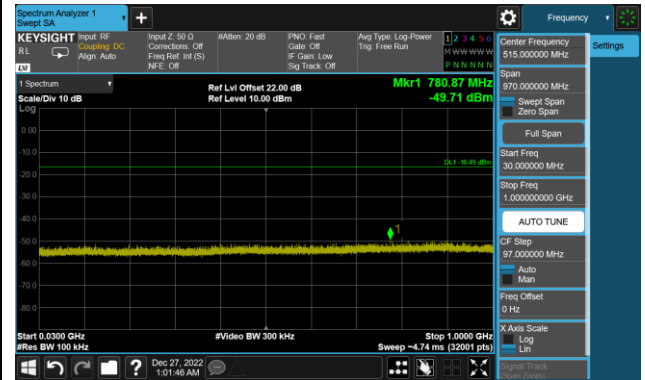 Spectrum Analyzer 1
Swept SA
+
Frequency
KEYSIGHT
RL
LXI
Input: RF
Coupling: DC
Align: Auto
Input Z: 50 Ω
Corrections: Off
Freq Ref: Int (S)
NFE: Off
#Atten: 20 dB
PNO: Fast
Gate: Off
IF Gain: Low
Sig Track: Off
Avg Type: Log-Power
Trig: Free Run
1 2 3 4 5 6
M W W W W W
P N N N N N
Center Frequency
515.000000 MHz
Settings
Span
970.000000 MHz
Swept Span
Zero Span
Full Span
Start Freq
30.000000 MHz
Stop Freq
1.000000000 GHz
AUTO TUNE
CF Step
97.000000 MHz
Auto
Man
Freq Offset
0 Hz
X Axis Scale
Log
Lin
Signal Track
(Span Zoom)
1 Spectrum
Scale/Div 10 dB
Log
Ref Lvl Offset 22.00 dB
Ref Level 10.00 dBm
Mkr1 780.87 MHz
-49.71 dBm
0.00
-10.0
DL1 -16.49 dBm
-20.0
-30.0
-40.0
1
-50.0
-60.0
-70.0
-80.0
Start 0.0300 GHz
#Res BW 100 kHz
#Video BW 300 kHz
Stop 1.0000 GHz
Sweep ~4.74 ms (32001 pts)
?
Dec 27, 2022
1:01:46 AM